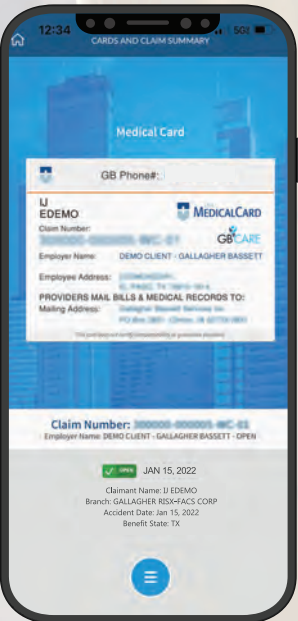 12:34
5G
CARDS AND CLAIM SUMMARY
Medical Card
GB Phone#:
IJ
EDEMO
MEDICALCARD
Claim Number:
GBCARE
Employer Name: DEMO CLIENT - GALLAGHER BASSETT
Employee Address:
PROVIDERS MAIL BILLS & MEDICAL RECORDS TO:
Mailing Address:
Claim Number:
Employer Name: DEMO CLIENT - GALLAGHER BASSETT - OPEN
OPEN JAN 15, 2022
Claimant Name: IJ EDEMO
Branch: GALLAGHER RISX-FACS CORP
Accident Date: Jan 15, 2022
Benefit State: TX